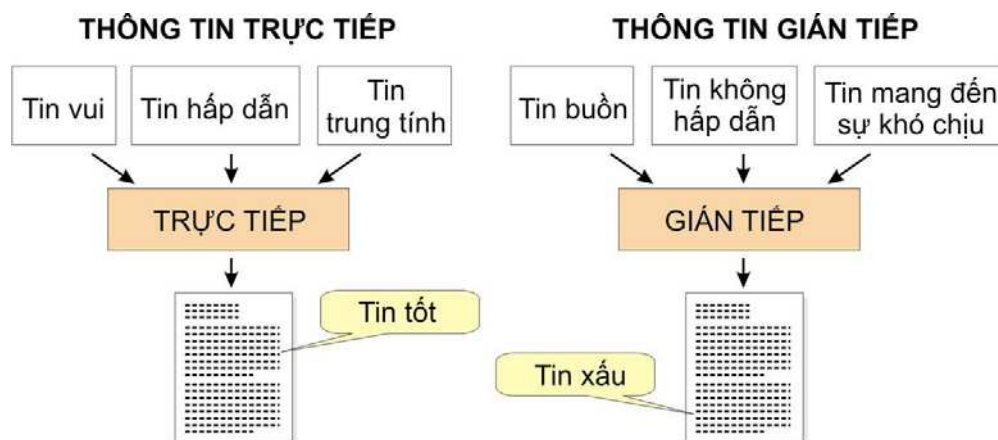 THÔNG TIN TRỰC TIẾP
Tin vui
Tin hấp dẫn
Tin
trung tính
TRỰC TIẾP
Tin tốt
THÔNG TIN GIÁN TIẾP
Tin buồn
Tin không
hấp dẫn
Tin mang đến
sự khó chịu
GIÁN TIẾP
Tin xấu